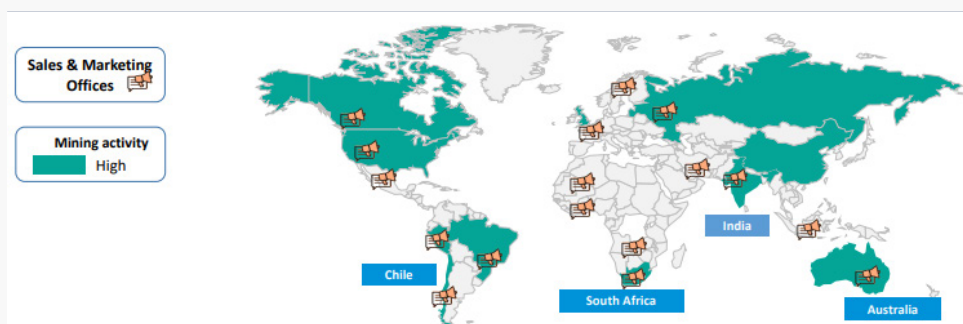 Sales & Marketing
Offices
Mining activity
High
India
Chile
South Africa
Australia